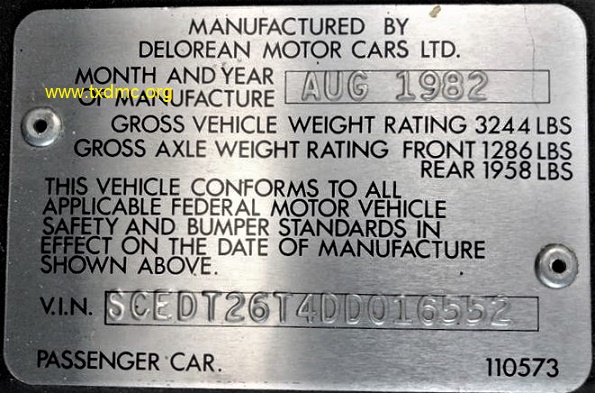 MANUFACTURED BY
DELOREAN MOTOR CARS LTD.
MONTH AND YEAR
OF MANUFACTURE AUG 1982
www.txdmc.org
GROSS VEHICLE WEIGHT RATING 3244 LBS
GROSS AXLE WEIGHT RATING FRONT 1286 LBS
REAR 1958 LBS
THIS VEHICLE CONFORMS TO ALL
APPLICABLE FEDERAL MOTOR VEHICLE
SAFETY AND BUMPER STANDARDS IN
EFFECT ON THE DATE OF MANUFACTURE
SHOWN ABOVE.
V.I.N. SCEDT26T4DD016552
PASSENGER CAR. 110573